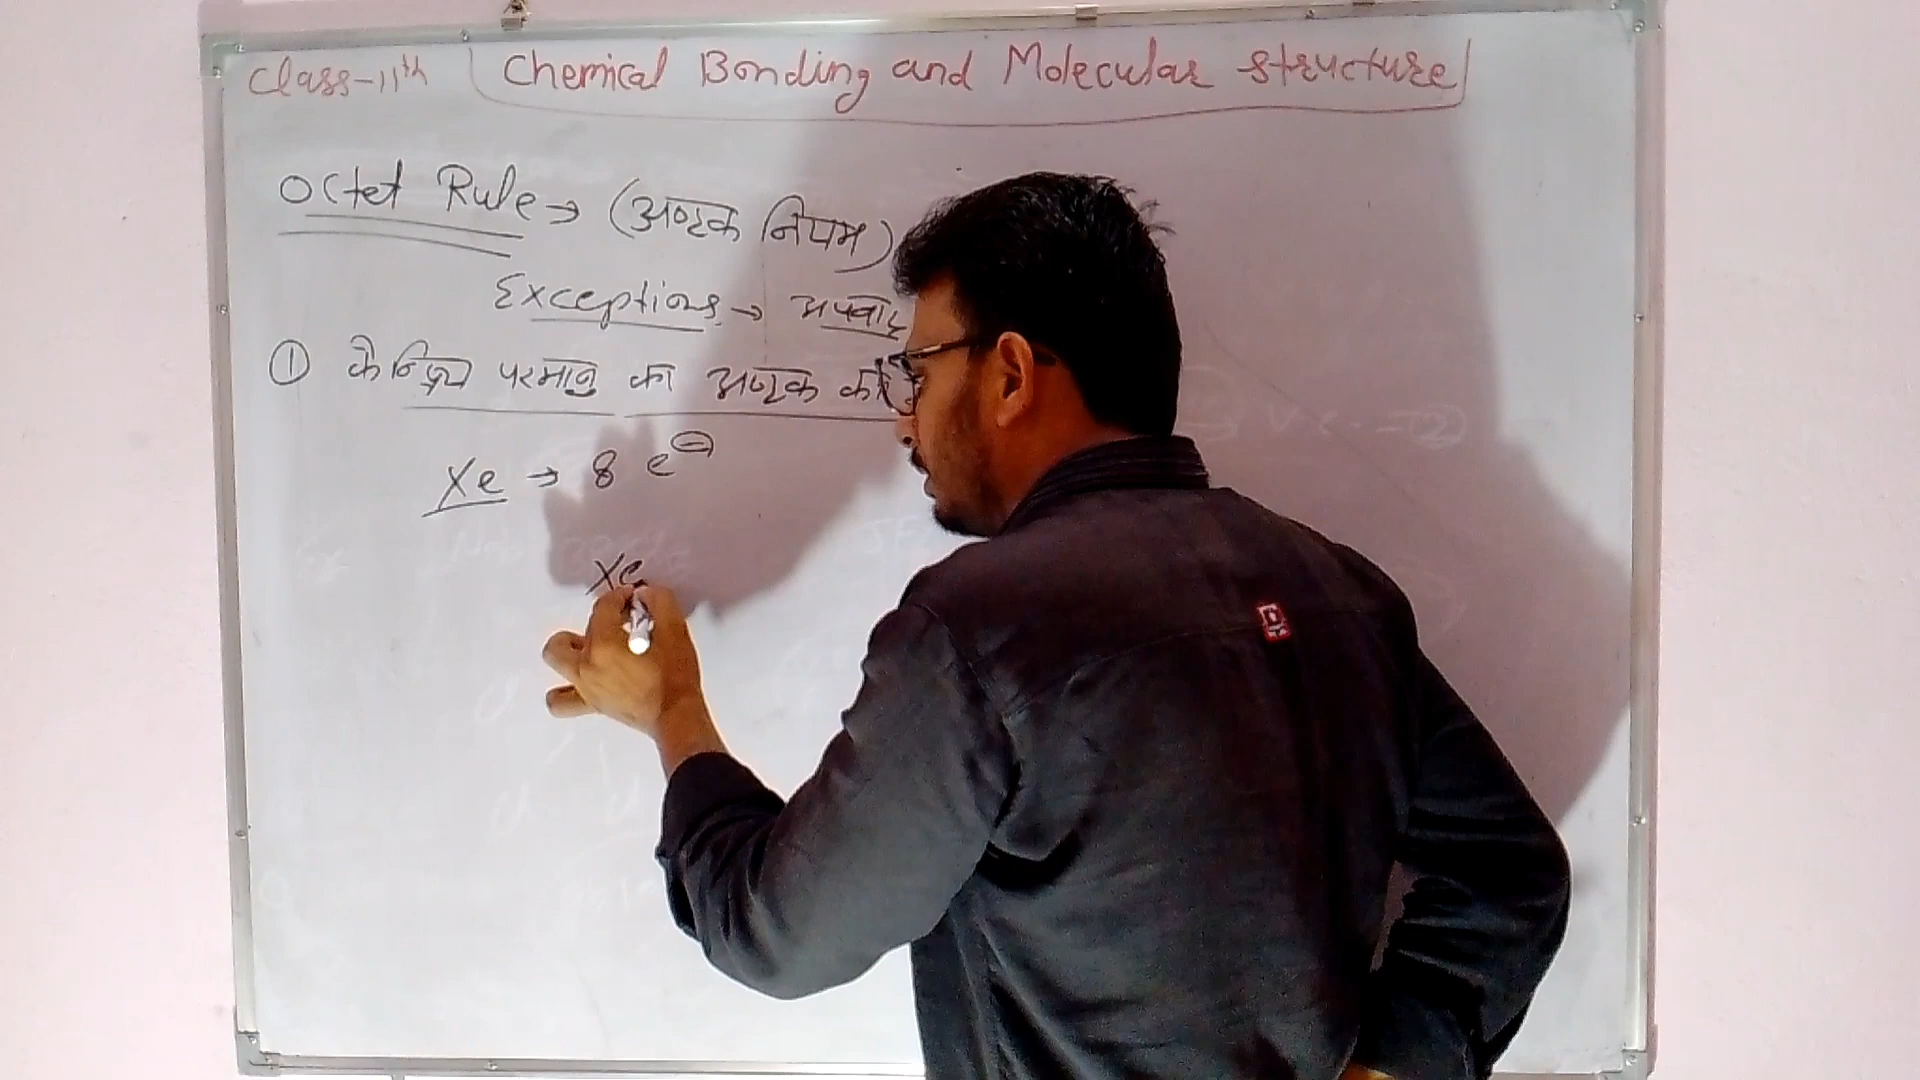 Class-11th Chemical Bonding and Molecular structure
Octet Rule → (अष्टक नियम)
Exceptions → अपवाद
① केन्द्रिय परमाणु का अष्टक
Xe → 8 e⊖
Xe